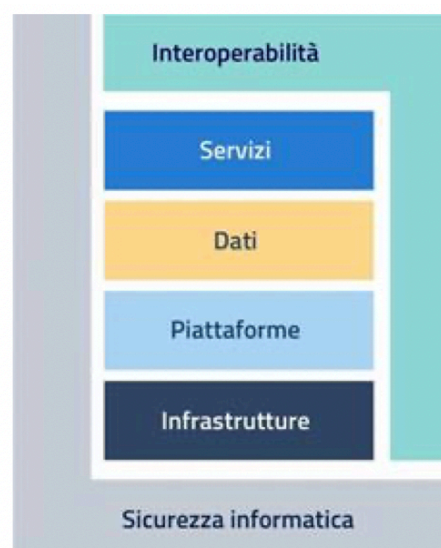 Interoperabilità
Servizi
Dati
Piattaforme
Infrastrutture
Sicurezza informatica